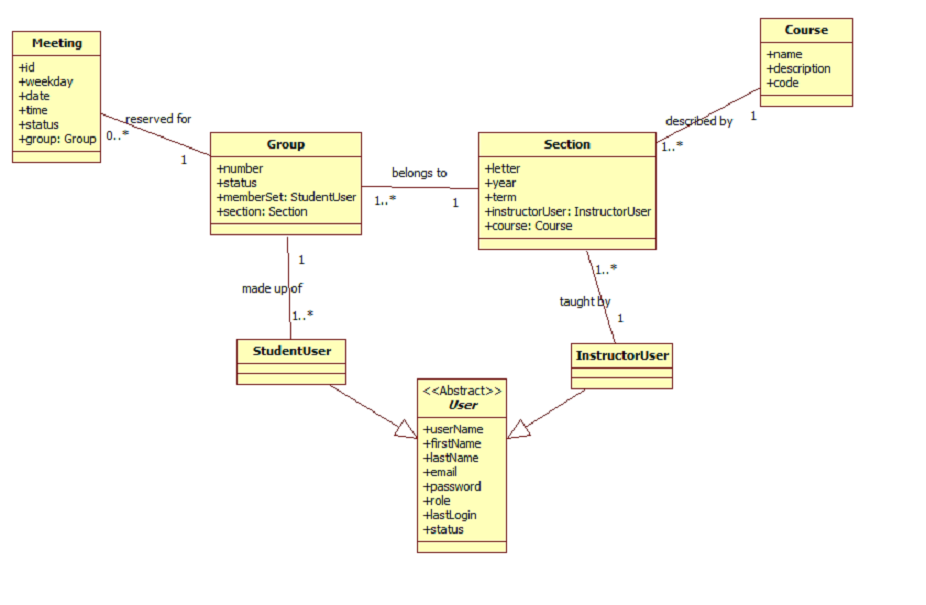 Meeting
+id
+weekday
+date
+time
+status
+group: Group
reserved for
0..*
1
Group
+number
+status
+memberSet: StudentUser
+section: Section
belongs to
1..*
1
Section
+letter
+year
+term
+instructorUser: InstructorUser
+course: Course
Course
+name
+description
+code
described by
1
1..*
1
made up of
1..*
1..*
taught by
1
StudentUser
InstructorUser
<<Abstract>>
User
+userName
+firstName
+lastName
+email
+password
+role
+lastLogin
+status